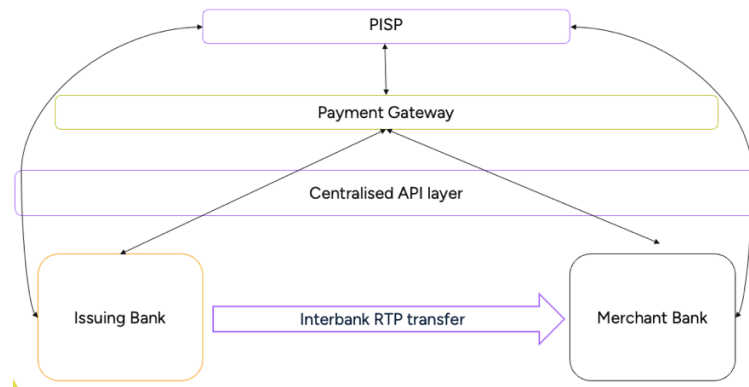 PISP
Payment Gateway
Centralised API layer
Issuing Bank
Interbank RTP transfer
Merchant Bank